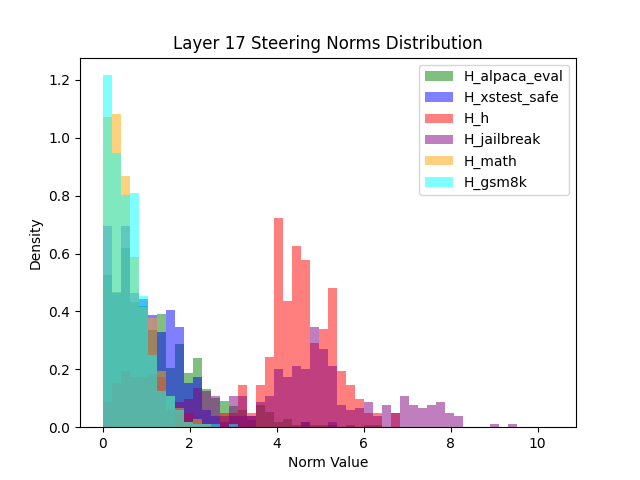 Layer 17 Steering Norms Distribution
H_alpaca_eval
H_xstest_safe
H_h
H_jailbreak
H_math
H_gsm8k
Density
1.2
1.0
0.8
0.6
0.4
0.2
0.0
0 2 4 6 8 10
Norm Value